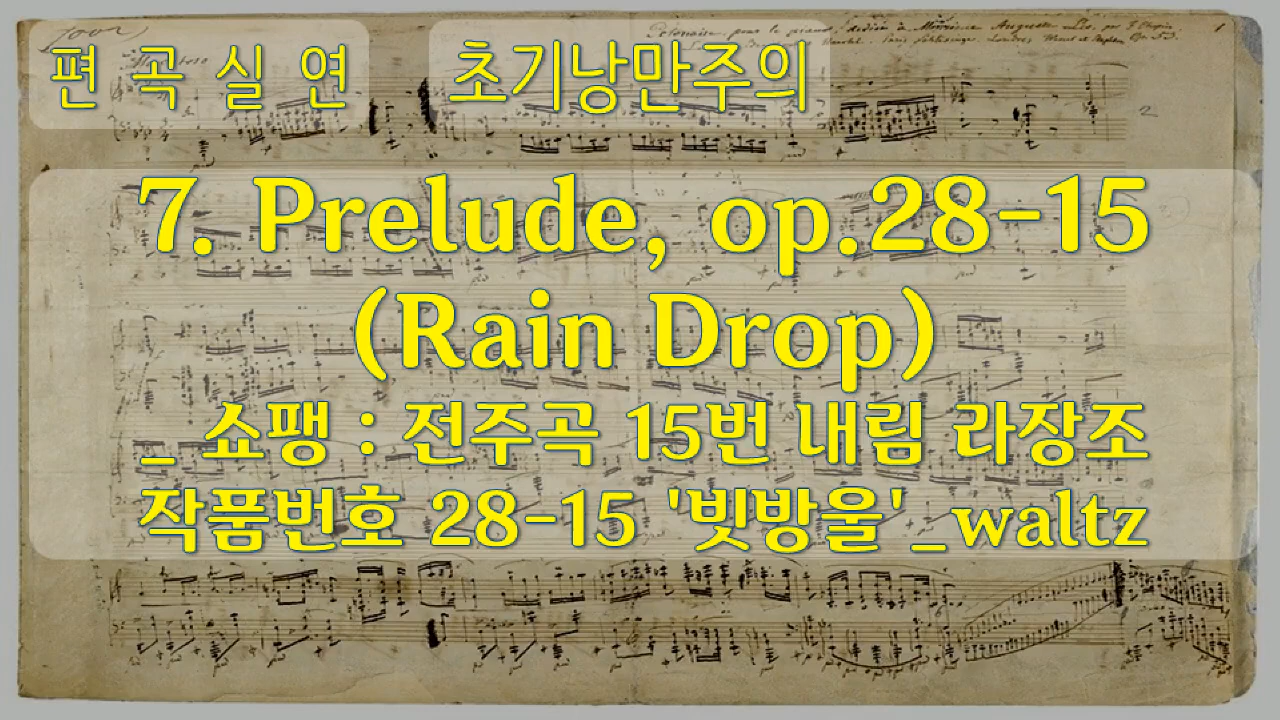 편 곡 실 연
초기낭만주의
7. Prelude, op.28-15
(Rain Drop)
_ 쇼팽 : 전주곡 15번 내림 라장조
작품번호 28-15 '빗방울'_waltz